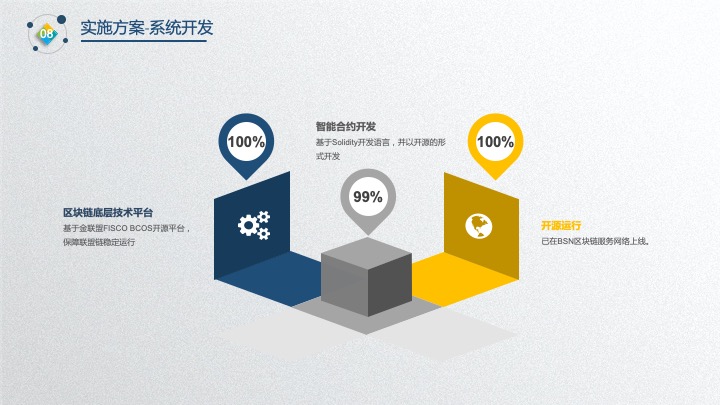 08
实施方案-系统开发
100%
智能合约开发
基于Solidity开发语言，并以开源的形
式开发
100%
99%
区块链底层技术平台
基于金联盟FISCO BCOS开源平台，
保障联盟链稳定运行
开源运行
已在BSN区块链服务网络上线。